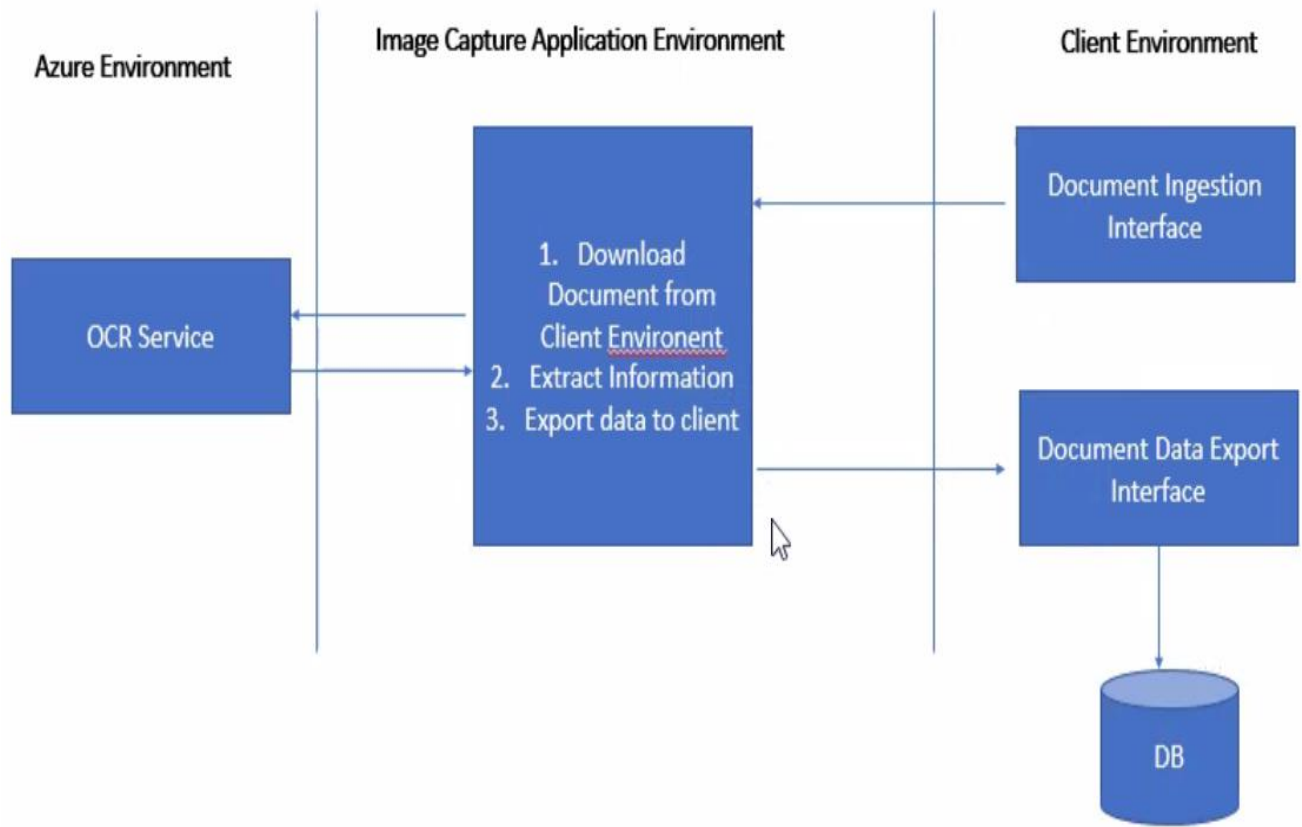 Azure Environment
Image Capture Application Environment
Client Environment
OCR Service
1. Download
Document from
Client Environent
2. Extract Information
3. Export data to client
Document Ingestion
Interface
Document Data Export
Interface
DB